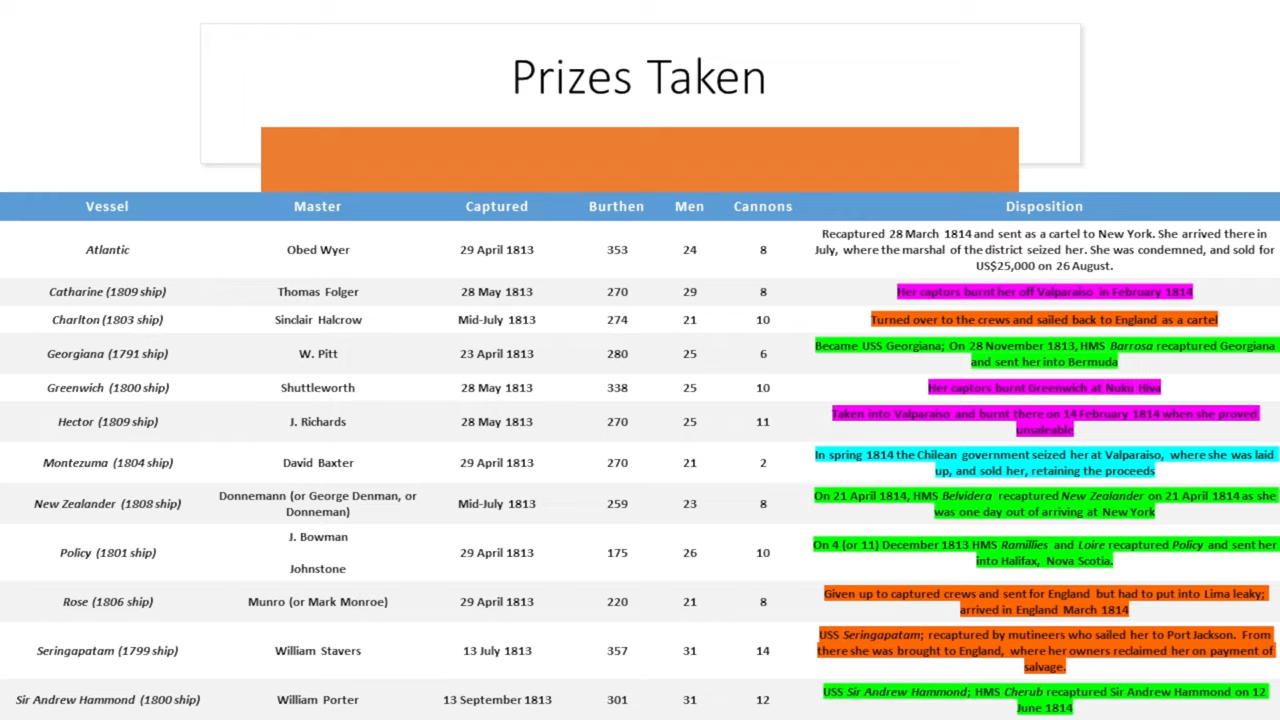 Prizes Taken
Vessel Master Captured Burthen Men Cannons Disposition
Atlantic Obed Wyer 29 April 1813 353 24 8 Recaptured 28 March 1814 and sent as a cartel to New York. She arrived there in
July, where the marshal of the district seized her. She was condemned, and sold for
US$25,000 on 26 August.
Catharine (1809 ship) Thomas Folger 28 May 1813 270 29 8 Her captors burnt her off Valparaiso in February 1814
Charlton (1803 ship) Sinclair Halcrow Mid-July 1813 274 21 10 Turned over to the crews and sailed back to England as a cartel
Georgiana (1791 ship) W. Pitt 23 April 1813 280 25 6 Became USS Georgiana; On 28 November 1813, HMS Barrosa recaptured Georgiana
and sent her into Bermuda
Greenwich (1800 ship) Shuttleworth 28 May 1813 338 25 10 Her captors burnt Greenwich at Nuku Hiva
Hector (1809 ship) J. Richards 28 May 1813 270 25 11 Taken into Valparaiso and burnt there on 14 February 1814 when she proved
unsaleable
Montezuma (1804 ship) David Baxter 29 April 1813 270 21 2 In spring 1814 the Chilean government seized her at Valparaiso, where she was laid
up, and sold her, retaining the proceeds
New Zealander (1808 ship) Donnemann (or George Denman, or
Donneman) Mid-July 1813 259 23 8 On 21 April 1814, HMS Belvidera recaptured New Zealander on 21 April 1814 as she
was one day out of arriving at New York
Policy (1801 ship) J. Bowman
Johnstone 29 April 1813 175 26 10 On 4 (or 11) December 1813 HMS Ramillies and Loire recaptured Policy and sent her
into Halifax, Nova Scotia.
Rose (1806 ship) Munro (or Mark Monroe) 29 April 1813 220 21 8 Given up to captured crews and sent for England but had to put into Lima leaky;
arrived in England March 1814
Seringapatam (1799 ship) William Stavers 13 July 1813 357 31 14 USS Seringapatam; recaptured by mutineers who sailed her to Port Jackson. From
there she was brought to England, where her owners reclaimed her on payment of
salvage.
Sir Andrew Hammond (1800 ship) William Porter 13 September 1813 301 31 12 USS Sir Andrew Hammond; HMS Cherub recaptured Sir Andrew Hammond on 12
June 1814